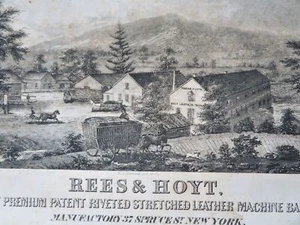 REES & HOYT,
PREMIUM PATENT RIVETED STRETCHED LEATHER MACHINE BA
MANUFACTORY 37 SPRUCE St. NEW YORK.